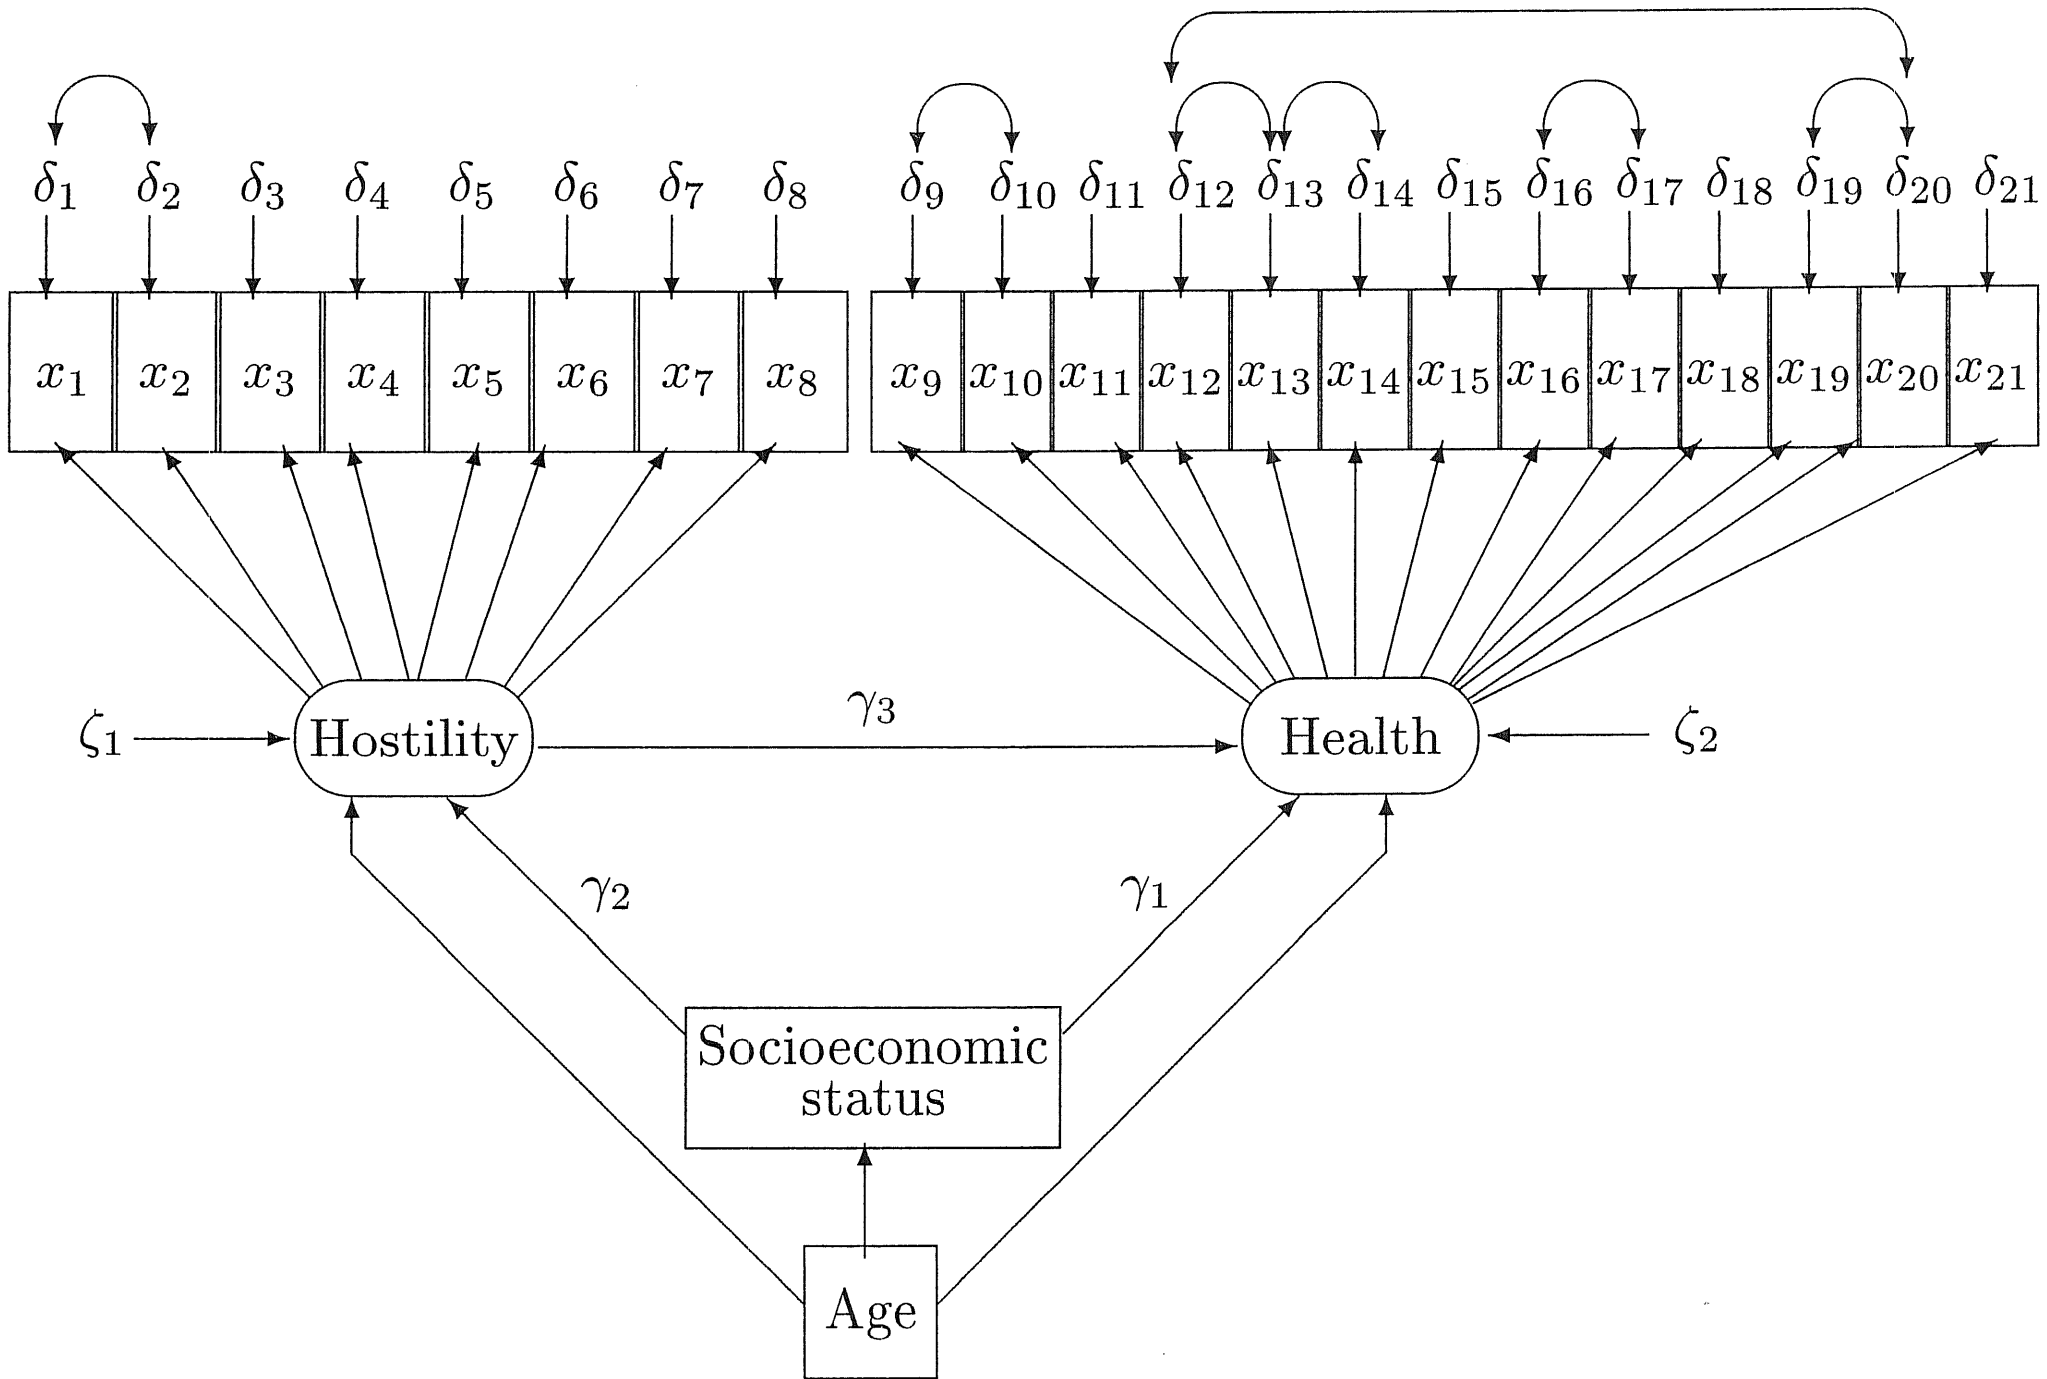 δ1 δ2 δ3 δ4 δ5 δ6 δ7 δ8 δ9 δ10 δ11 δ12 δ13 δ14 δ15 δ16 δ17 δ18 δ19 δ20 δ21
x1 x2 x3 x4 x5 x6 x7 x8 x9 x10 x11 x12 x13 x14 x15 x16 x17 x18 x19 x20 x21
γ3
ζ1 Hostility Health ζ2
γ2 γ1
Socioeconomic
status
Age